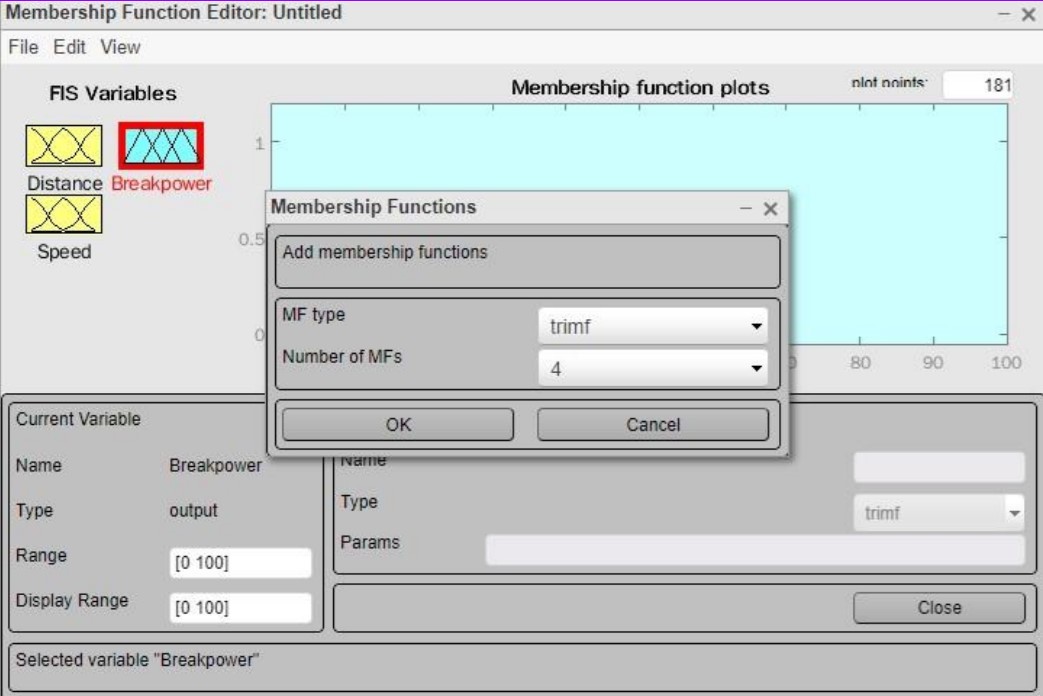 Membership Function Editor: Untitled
File Edit View
FIS Variables
Distance Breakpower
Speed
Membership function plots
plot points:
181
1
0.5
0
80 90 100
Membership Functions
Add membership functions
MF type
trimf
Number of MFs
4
OK
Cancel
Current Variable
Name
Breakpower
Type
output
Range
[0 100]
Display Range
[0 100]
Name
Type
trimf
Params
Close
Selected variable "Breakpower"